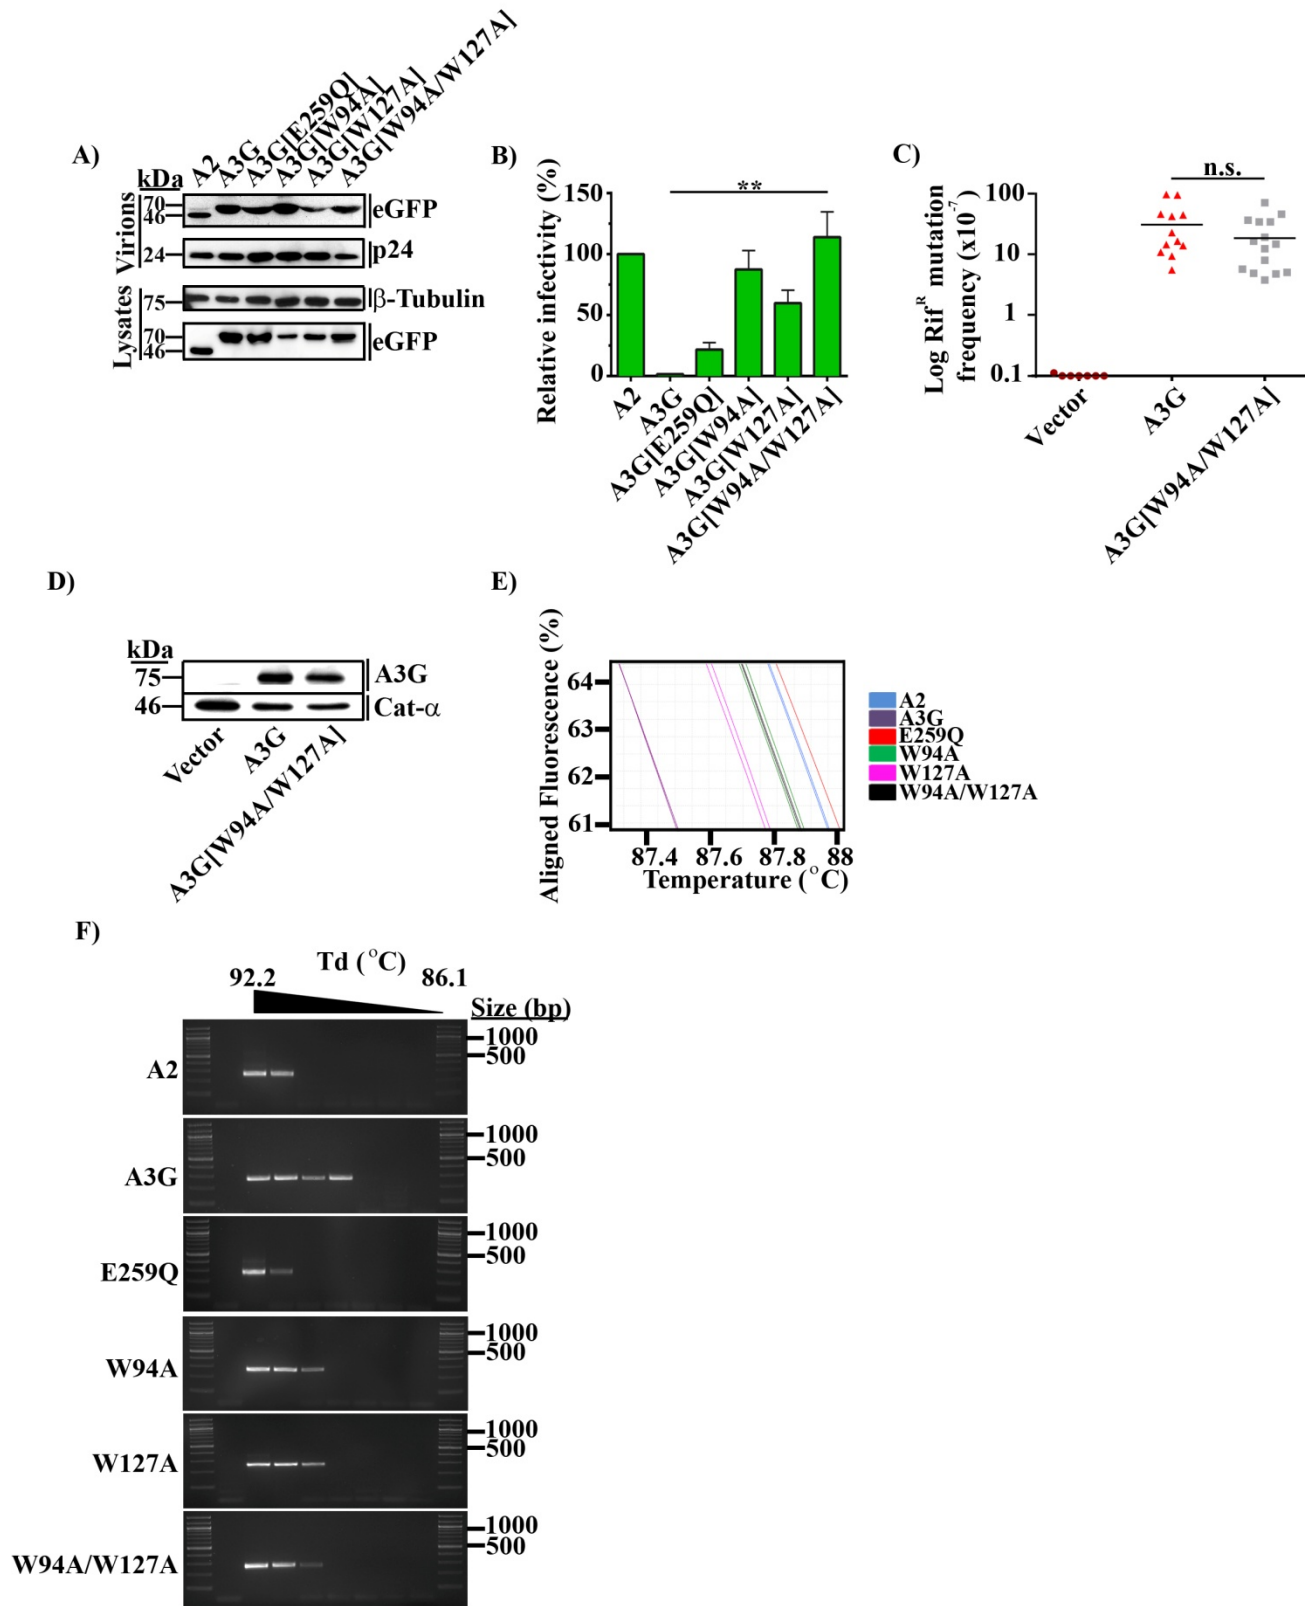 A)
kDa
A2
A3G
A3G[E259Q]
A3G[W94A]
A3G[W127A]
A3G[W94A/W127A]
Virions
70
46
eGFP
24
p24
Lysates
75
β-Tubulin
70
46
eGFP
B)
Relative infectivity (%)
150
100
50
0
**
A2
A3G
A3G[E259Q]
A3G[W94A]
A3G[W127A]
A3G[W94A/W127A]
C)
Log Rif^R mutation
frequency (x10^-7)
100
10
1
0.1
n.s.
Vector
A3G
A3G[W94A/W127A]
D)
kDa
75
A3G
46
Cat-α
Vector
A3G
A3G[W94A/W127A]
E)
Aligned Fluorescence (%)
64
63
62
61
87.4 87.6 87.8 88
Temperature (°C)
A2
A3G
E259Q
W94A
W127A
W94A/W127A
F)
Td (°C)
92.2 86.1
Size (bp)
A2
1000
500
A3G
1000
500
E259Q
1000
500
W94A
1000
500
W127A
1000
500
W94A/W127A
1000
500